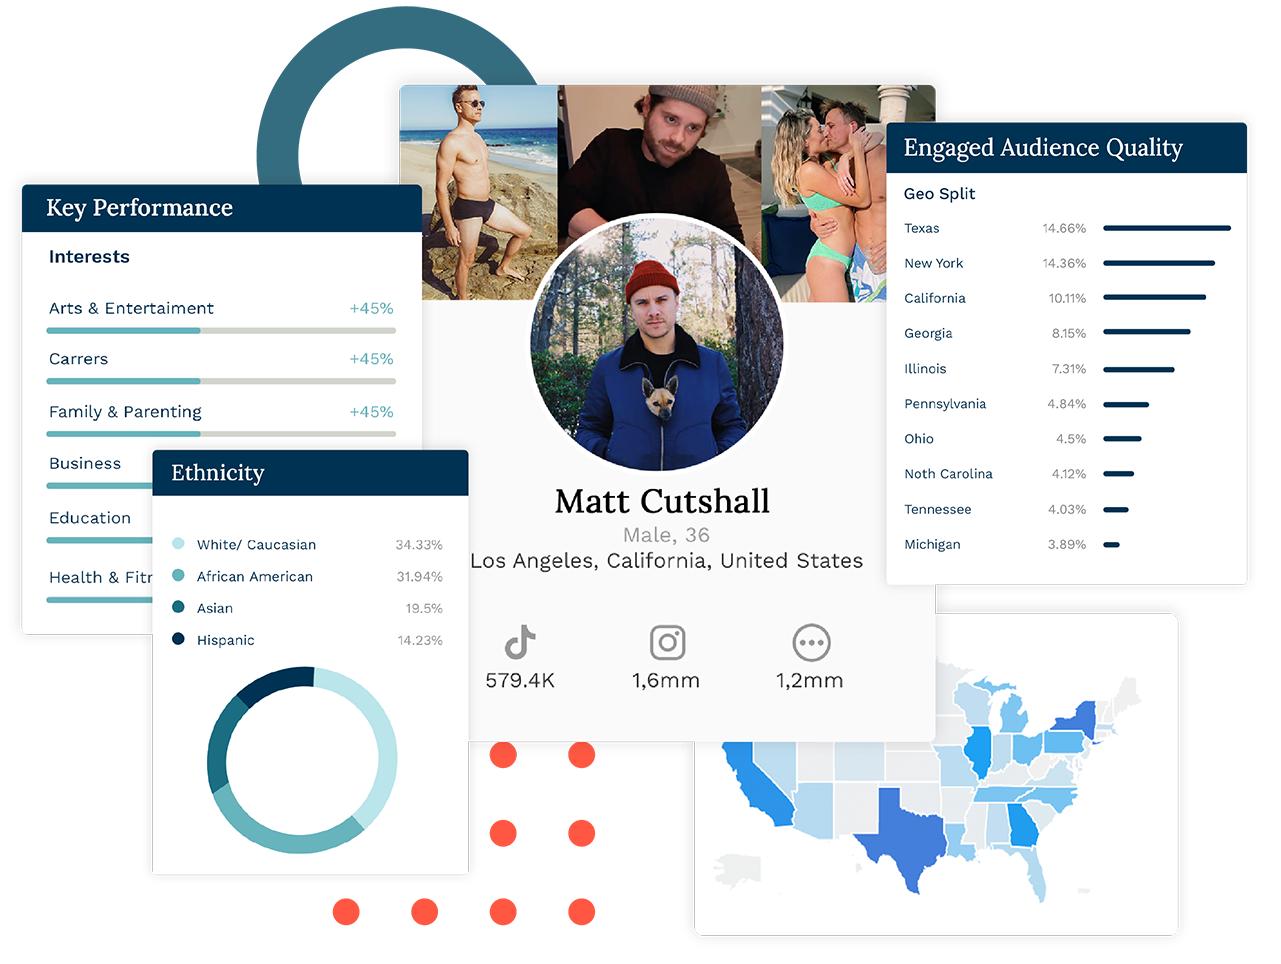 Key Performance
Interests
Arts & Entertaiment +45%
Carrers +45%
Family & Parenting +45%
Business
Education
Health & Fitn
Ethnicity
White/ Caucasian 34.33%
African American 31.94%
Asian 19.5%
Hispanic 14.23%
Matt Cutshall
Male, 36
Los Angeles, California, United States
579.4K 1,6mm 1,2mm
Engaged Audience Quality
Geo Split
Texas 14.66%
New York 14.36%
California 10.11%
Georgia 8.15%
Illinois 7.31%
Pennsylvania 4.84%
Ohio 4.5%
Noth Carolina 4.12%
Tennessee 4.03%
Michigan 3.89%